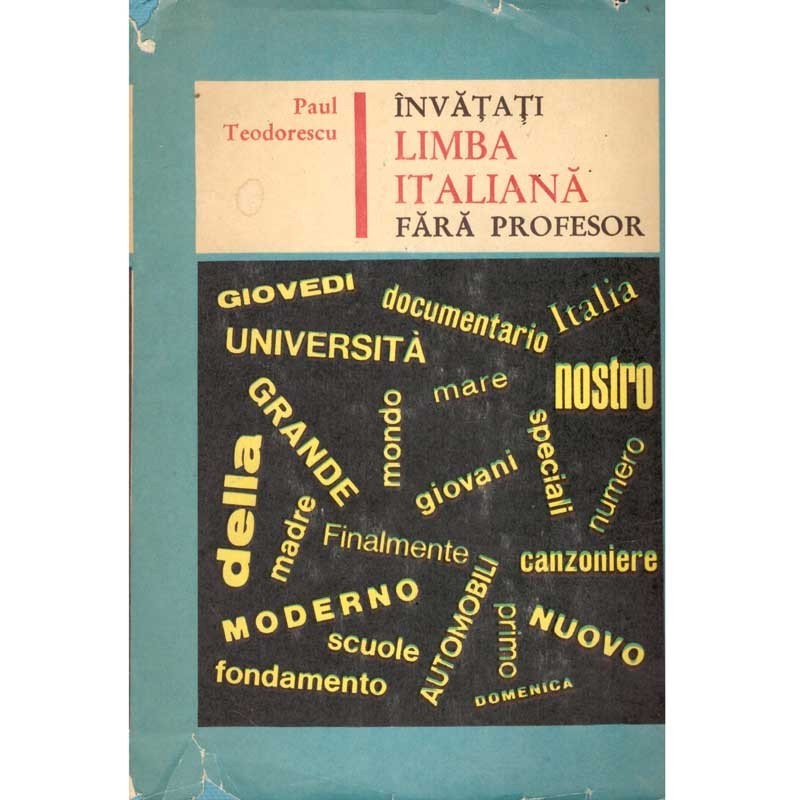 Paul
Teodorescu
ÎNVĂŢAŢI
LIMBA
ITALIANĂ
FĂRĂ PROFESOR
GIOVEDI
documentario
Italia
UNIVERSITÀ
mare
nostro
GRANDE
mondo
speciali
della
giovani
numero
madre
Finalmente
canzoniere
MODERNO
AUTOMOBILI
primo
NUOVO
scuole
fondamento
DOMENICA